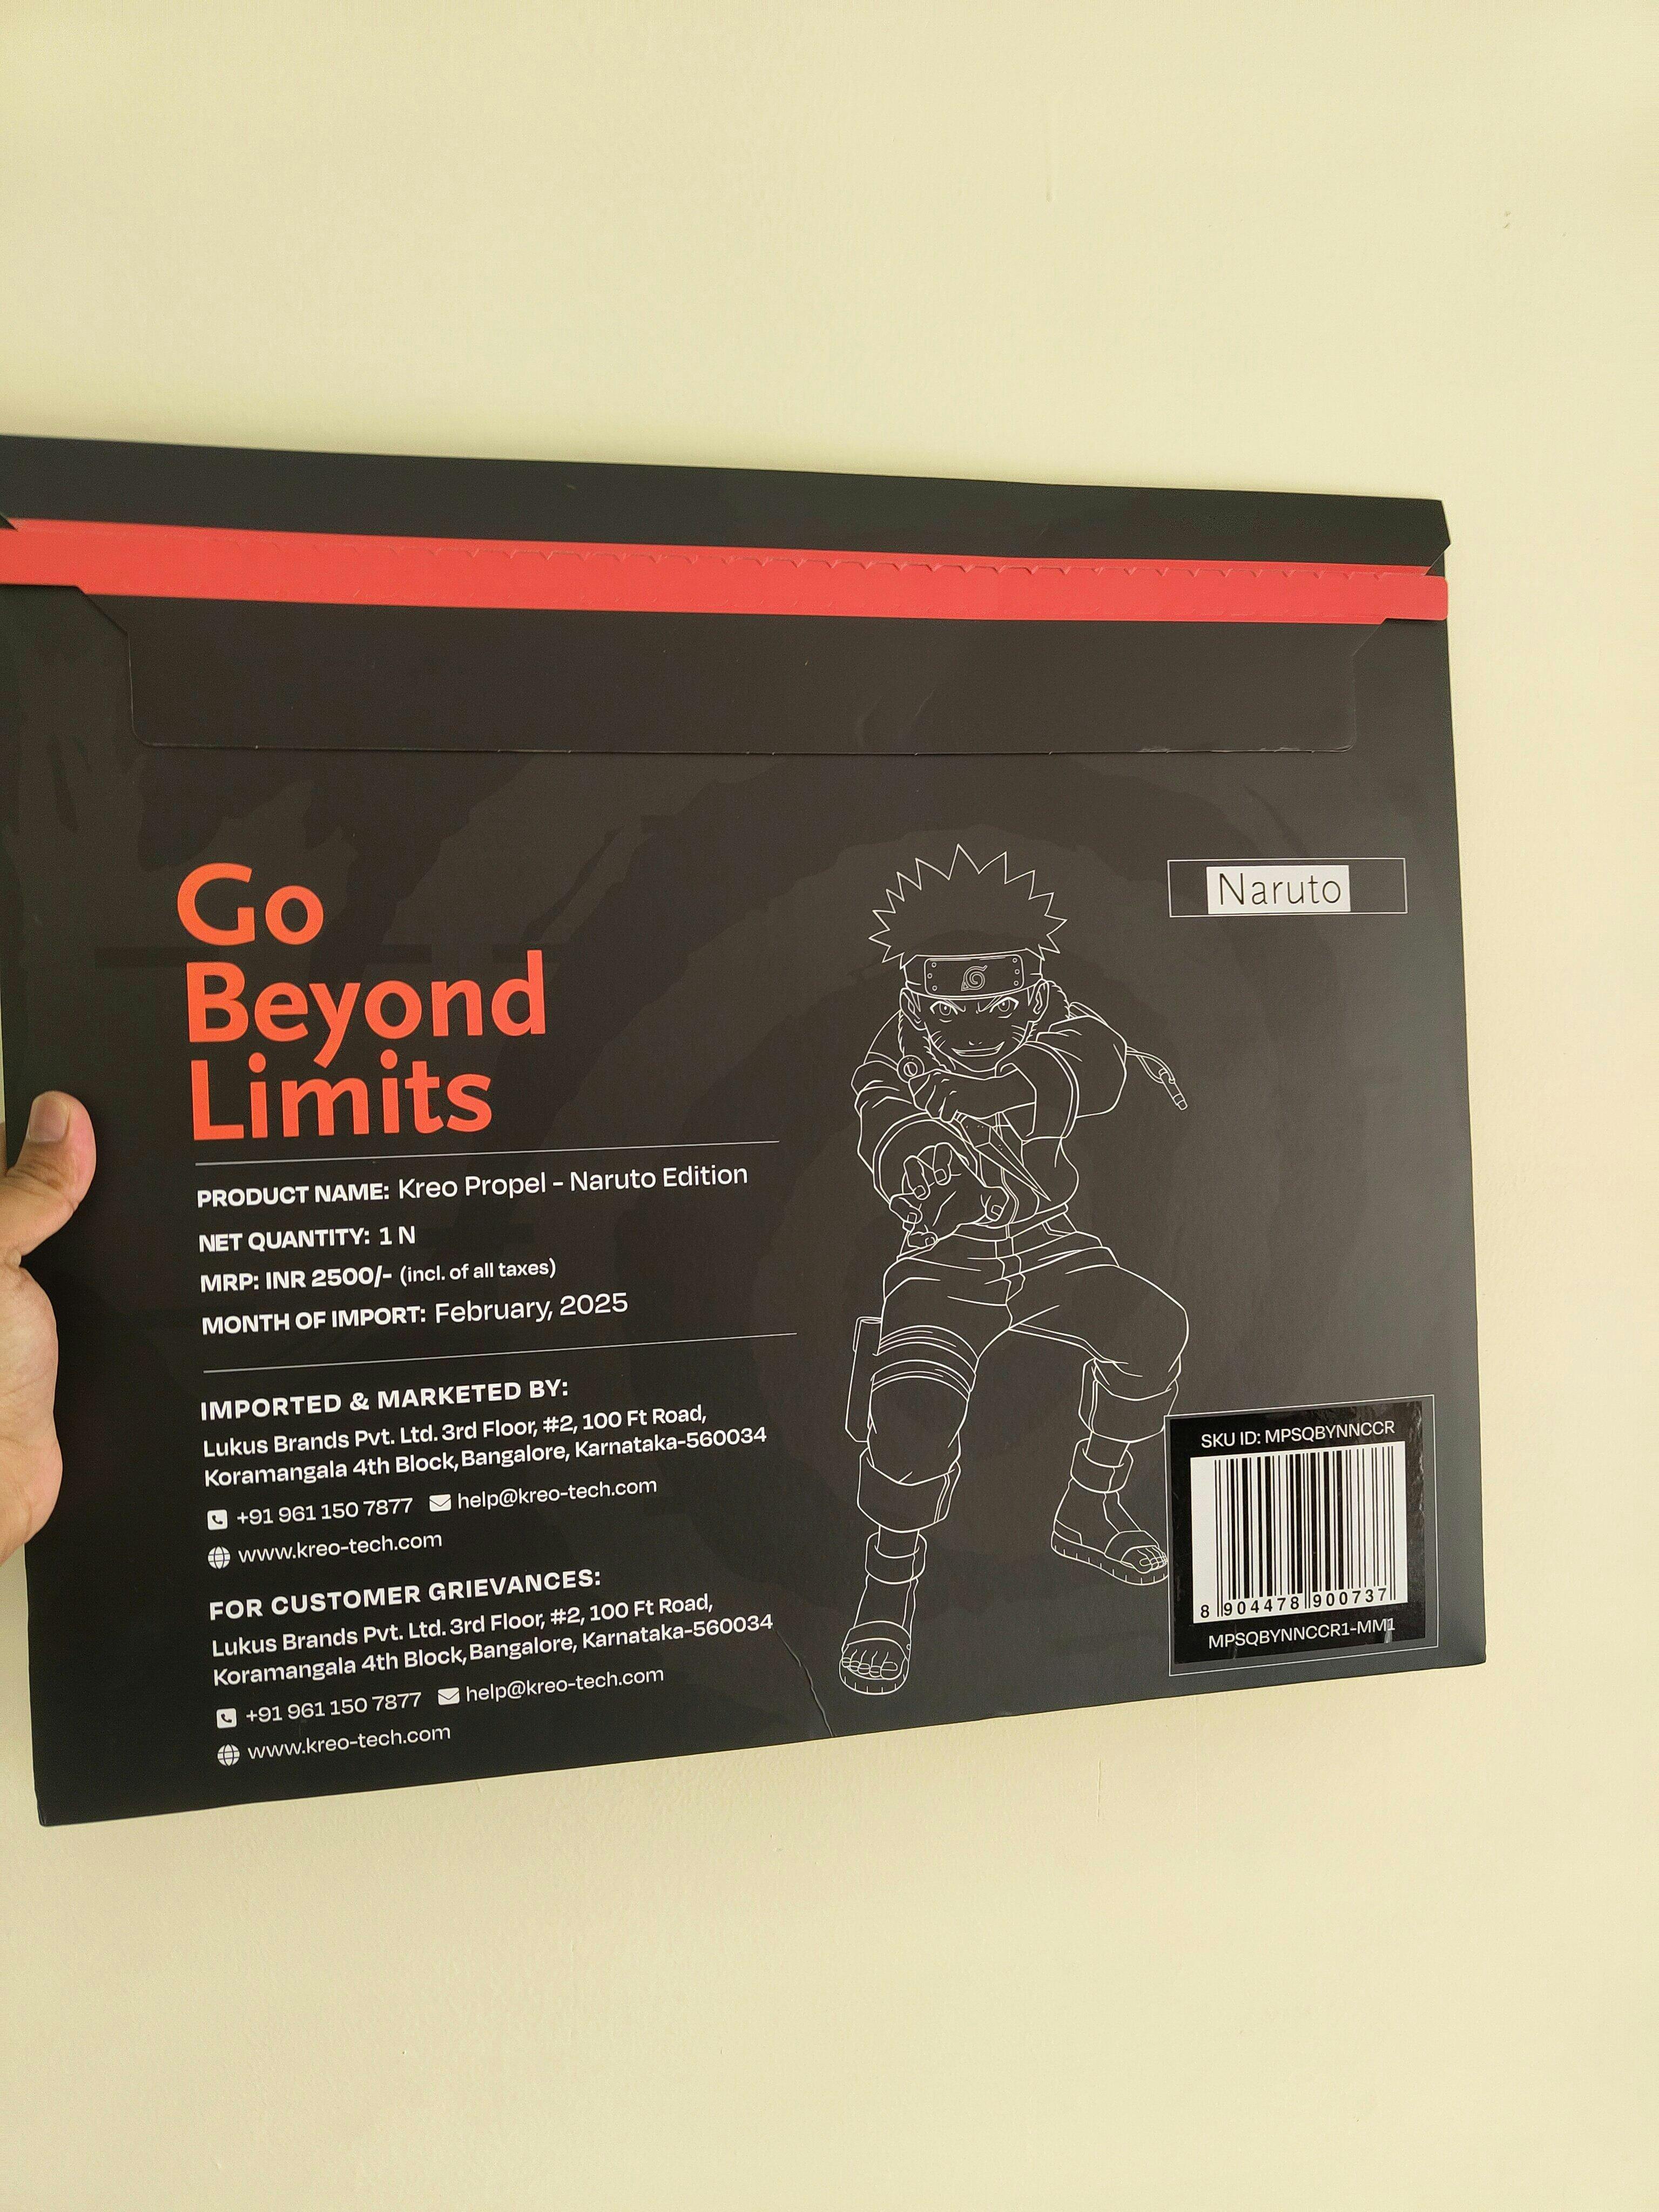 Go
Beyond
Limits
PRODUCT NAME: Kreo Propel - Naruto Edition
NET QUANTITY: 1 N
MRP: INR 2500/- (incl. of all taxes)
MONTH OF IMPORT: February, 2025
IMPORTED & MARKETED BY:
Lukus Brands Pvt. Ltd. 3rd Floor, #2, 100 Ft Road,
Koramangala 4th Block, Bangalore, Karnataka-560034
+91 961 150 7877 help@kreo-tech.com
www.kreo-tech.com
FOR CUSTOMER GRIEVANCES:
Lukus Brands Pvt. Ltd. 3rd Floor, #2, 100 Ft Road,
Koramangala 4th Block, Bangalore, Karnataka-560034
+91 961 150 7877 help@kreo-tech.com
www.kreo-tech.com
Naruto
SKU ID: MPSQBYNNCCR
8 904478 900737
MPSQBYNNCCR1-MM1